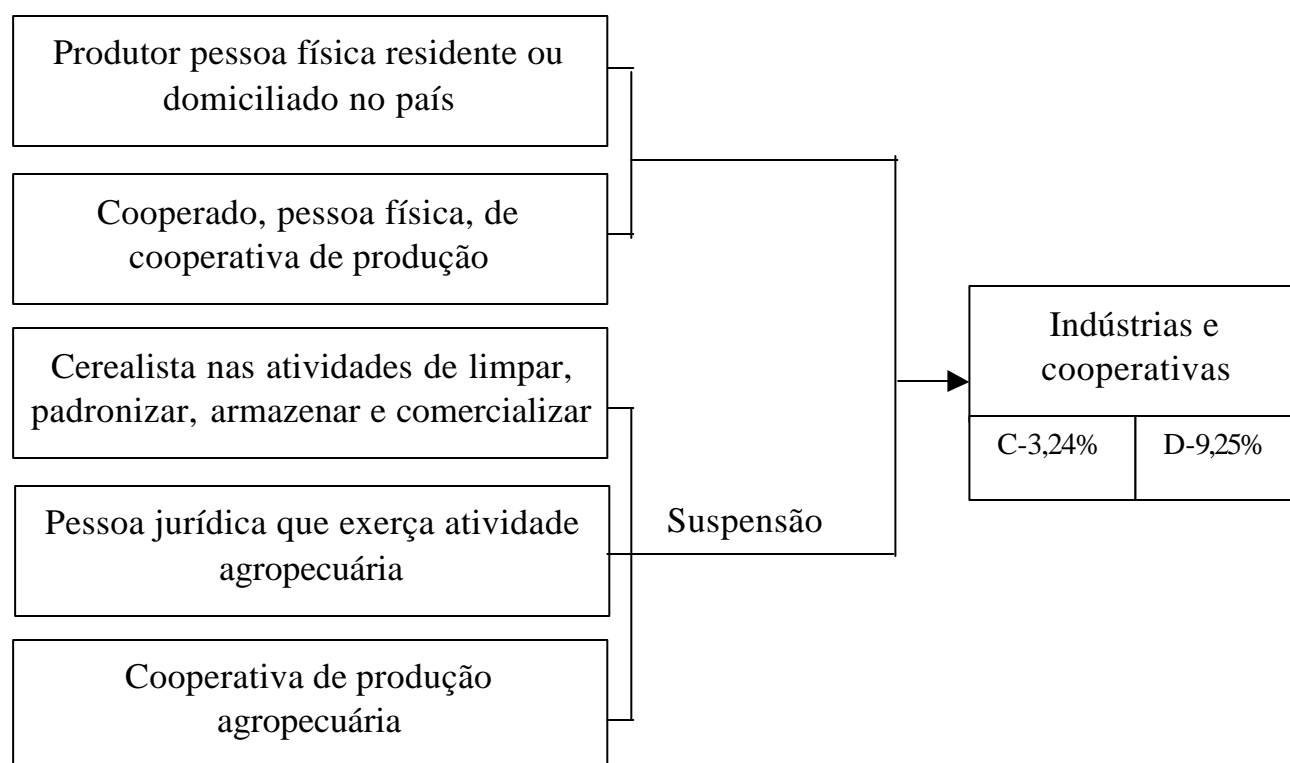 Produtor pessoa física residente ou
domiciliado no país
Cooperado, pessoa física, de
cooperativa de produção
Cerealista nas atividades de limpar,
padronizar, armazenar e comercializar
Pessoa jurídica que exerça atividade
agropecuária
Cooperativa de produção
agropecuária
Suspensão
Indústrias e
cooperativas
C-3,24%
D-9,25%